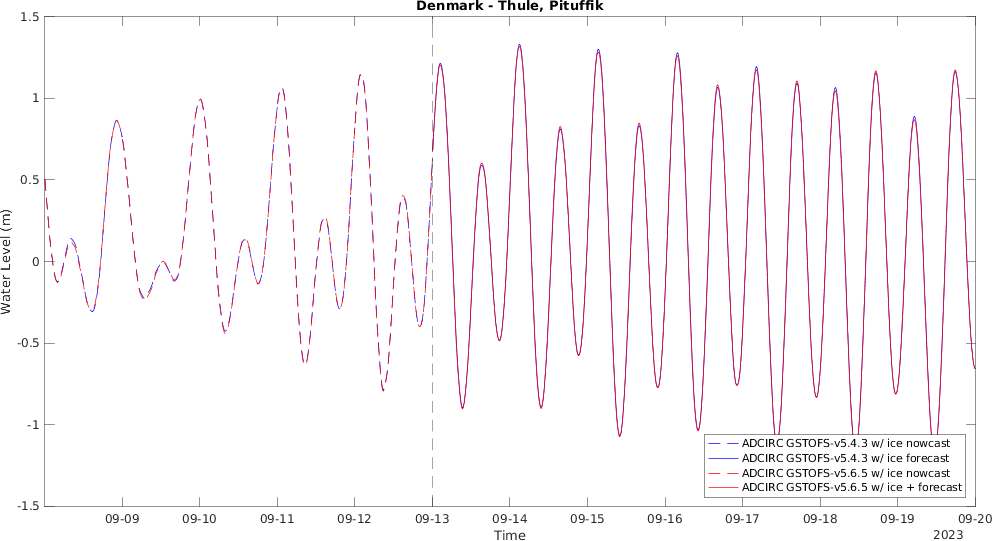 Denmark - Thule, Pituffik
1.5
1
0.5
0
-0.5
-1
-1.5
Water Level (m)
ADCIRC GSTOFS-v5.4.3 w/ ice nowcast
ADCIRC GSTOFS-v5.4.3 w/ ice forecast
ADCIRC GSTOFS-v5.6.5 w/ ice nowcast
ADCIRC GSTOFS-v5.6.5 w/ ice + forecast
09-09 09-10 09-11 09-12 09-13 09-14 09-15 09-16 09-17 09-18 09-19 09-20
Time
2023